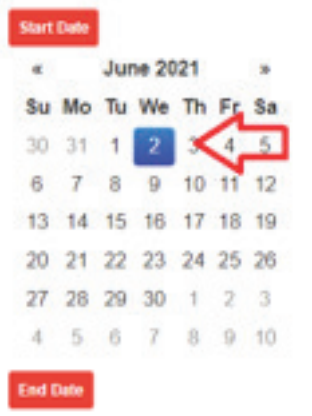 Start Date
« June 2021 »
Su Mo Tu We Th Fr Sa
30 31 1 2 3 4 5
6 7 8 9 10 11 12
13 14 15 16 17 18 19
20 21 22 23 24 25 26
27 28 29 30 1 2 3
4 5 6 7 8 9 10
End Date